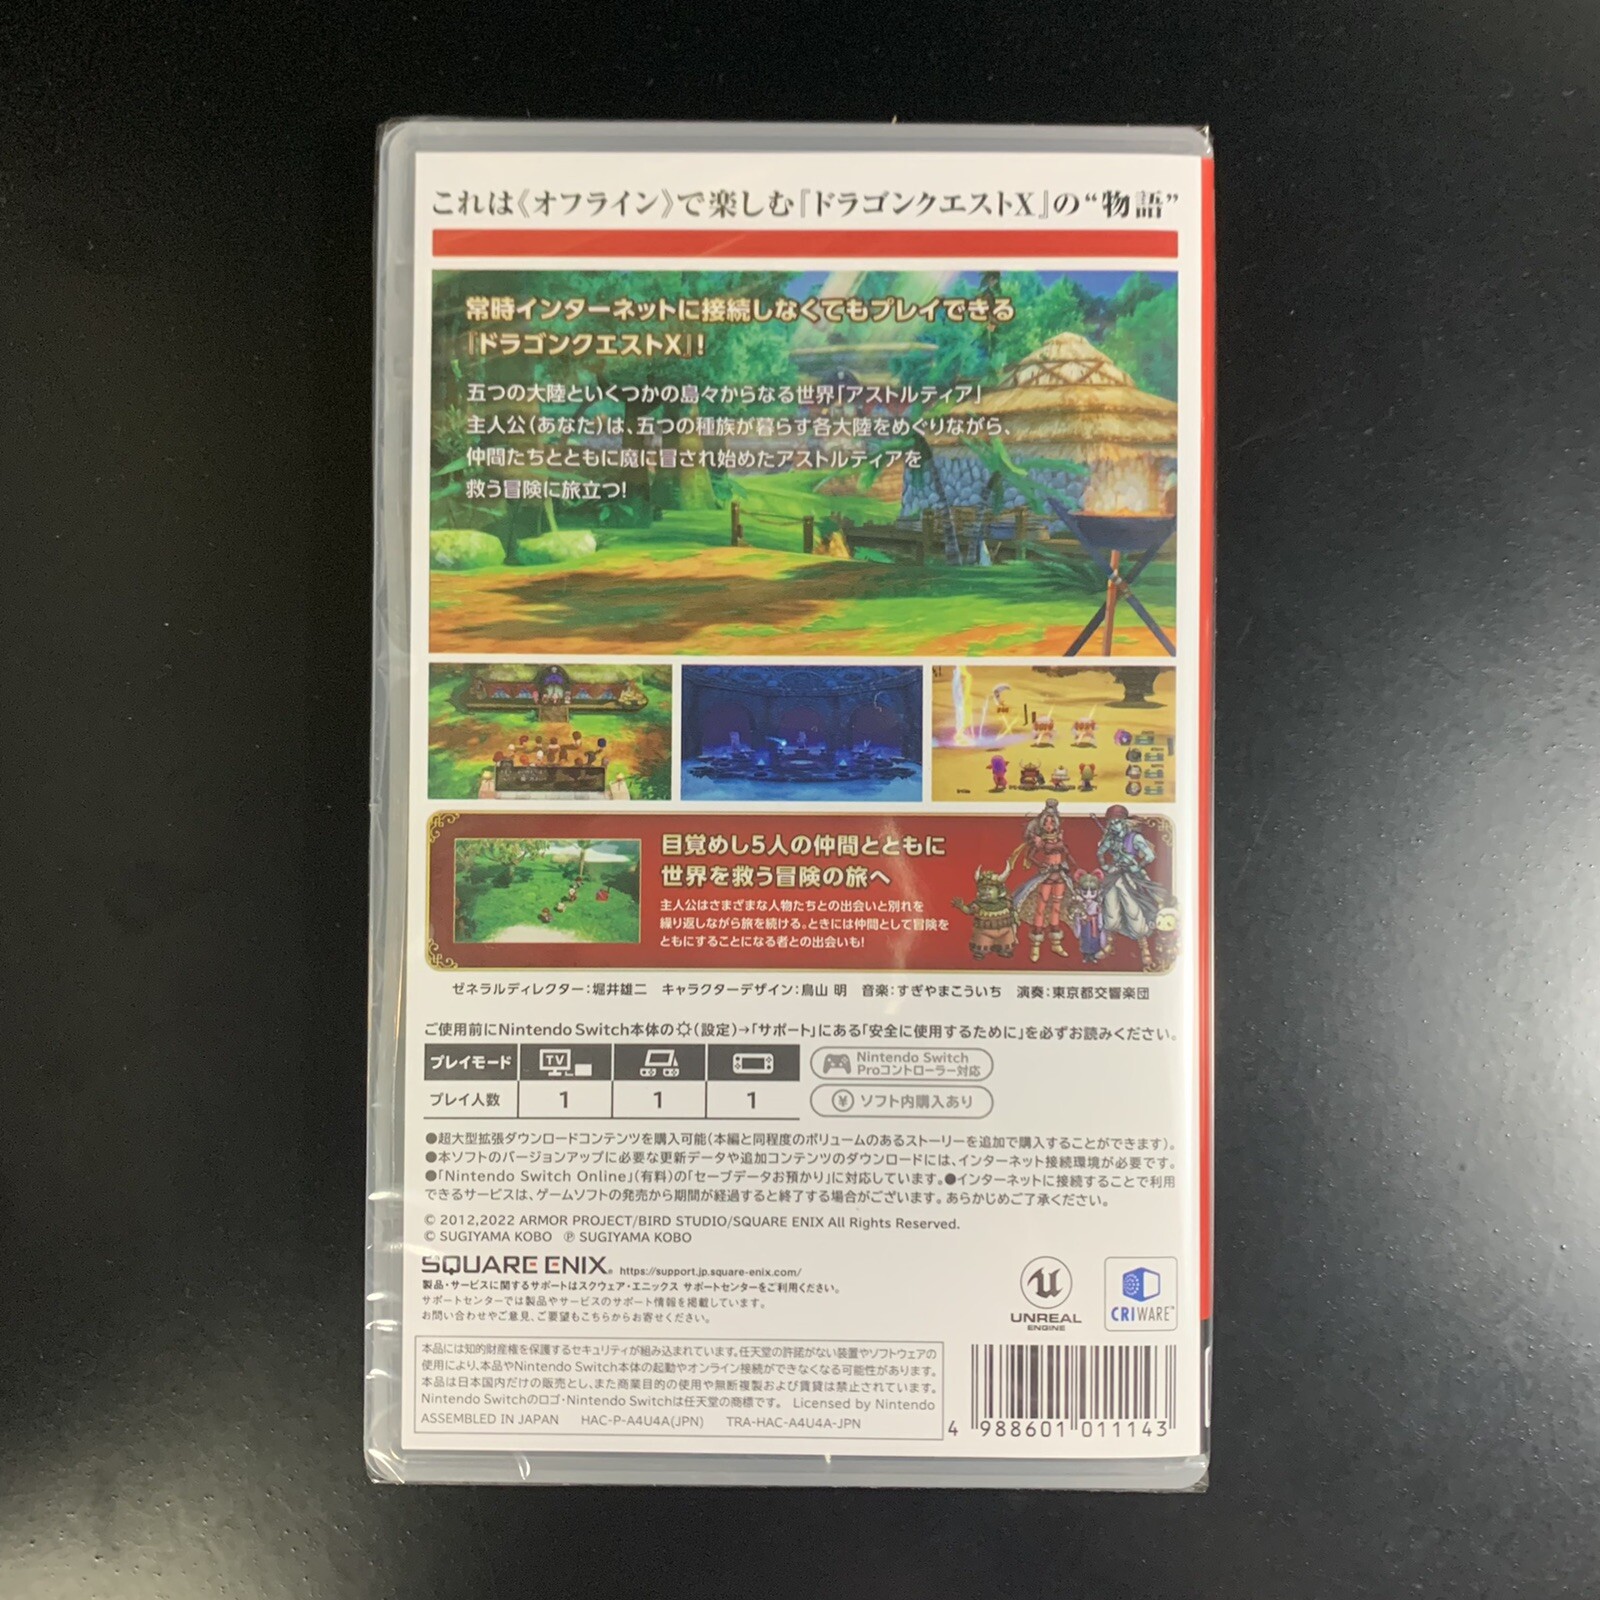 これは《オフライン》で楽しむ『ドラゴンクエストX』の“物語”
常時インターネットに接続しなくてもプレイできる
『ドラゴンクエストX』!
五つの大陸といくつかの島々からなる世界「アストルティア」
主人公(あなた)は、五つの種族が暮らす各大陸をめぐりながら、
仲間たちとともに魔に冒され始めたアストルティアを
救う冒険に旅立つ!
目覚めし5人の仲間とともに
世界を救う冒険の旅へ
主人公はさまざまな人物たちとの出会いと別れを
繰り返しながら旅を続ける。ときには仲間として冒険を
ともにすることになる者との出会いも!
ゼネラルディレクター:堀井雄二 キャラクターデザイン:鳥山 明 音楽:すぎやまこういち 演奏:東京都交響楽団
ご使用前にNintendo Switch本体の(設定)→「サポート」にある「安全に使用するために」を必ずお読みください。
プレイモード TV
Nintendo Switch
Proコントローラー対応
プレイ人数 1 1 1
¥ ソフト内購入あり
●超大型拡張ダウンロードコンテンツを購入可能(本編と同程度のボリュームのあるストーリーを追加で購入することができます)。
●本ソフトのバージョンアップに必要な更新データや追加コンテンツのダウンロードには、インターネット接続環境が必要です。
●「Nintendo Switch Online」(有料)の「セーブデータお預かり」に対応しています。●インターネットに接続することで利用
できるサービスは、ゲームソフトの発売から期間が経過すると終了する場合がございます。あらかじめご了承ください。
© 2012,2022 ARMOR PROJECT/BIRD STUDIO/SQUARE ENIX All Rights Reserved.
© SUGIYAMA KOBO ℗ SUGIYAMA KOBO
SQUARE ENIX. https://support.jp.square-enix.com/
製品・サービスに関するサポートはスクウェア・エニックス サポートセンターをご利用ください。
サポートセンターでは製品やサービスのサポート情報を掲載しています。
お問い合わせやご意見、ご要望もこちらからお寄せください。
UNREAL
ENGINE
CRIWARE™
本品には知的財産権を保護するセキュリティが組み込まれています。任天堂の許諾がない装置やソフトウェアの
使用により、本品やNintendo Switch本体の起動やオンライン接続ができなくなる可能性があります。
本品は日本国内だけの販売とし、また商業目的の使用や無断複製および賃貸は禁止されています。
Nintendo Switchのロゴ・Nintendo Switchは任天堂の商標です。 Licensed by Nintendo
ASSEMBLED IN JAPAN HAC-P-A4U4A(JPN) TRA-HAC-A4U4A-JPN
4 988601 011143